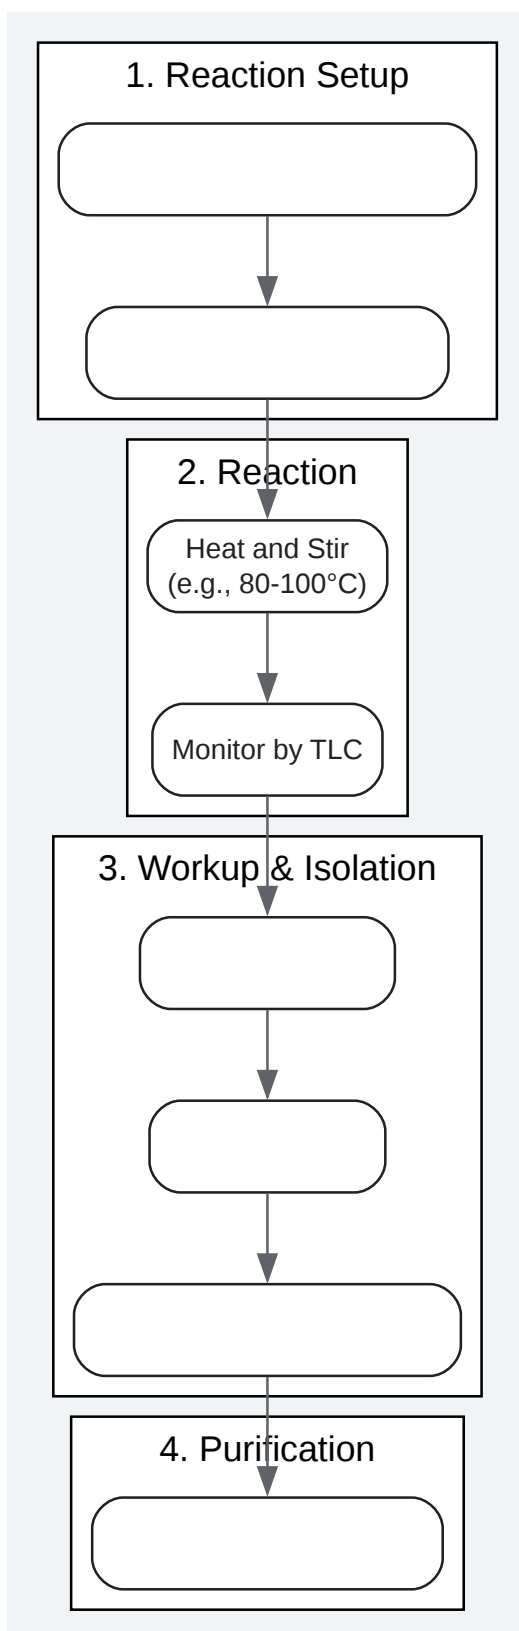 1. Reaction Setup
2. Reaction
Heat and Stir
(e.g., 80-100°C)
Monitor by TLC
3. Workup & Isolation
4. Purification